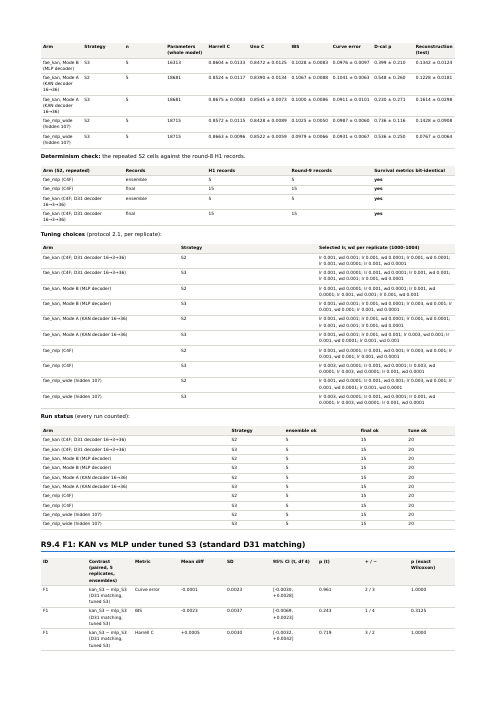 Arm Strategy n Parameters (whole model) Harrell C Uno C IBS Curve error D-cal p Reconstruction (test)
fae_kan, Mode B (MLP decoder) S3 5 16313 0.8604 ± 0.0133 0.8472 ± 0.0125 0.1028 ± 0.0083 0.0976 ± 0.0097 0.399 ± 0.210 0.1342 ± 0.0124
fae_kan, Mode A (KAN decoder 16→36) S2 5 18681 0.8524 ± 0.0117 0.8390 ± 0.0134 0.1067 ± 0.0088 0.1041 ± 0.0063 0.548 ± 0.260 0.1228 ± 0.0181
fae_kan, Mode A (KAN decoder 16→36) S3 5 18681 0.8675 ± 0.0083 0.8545 ± 0.0073 0.1000 ± 0.0086 0.0911 ± 0.0101 0.230 ± 0.271 0.1614 ± 0.0298
fae_mlp_wide (hidden 107) S2 5 18715 0.8572 ± 0.0115 0.8428 ± 0.0089 0.1025 ± 0.0085 0.0987 ± 0.0060 0.736 ± 0.116 0.1428 ± 0.0908
fae_mlp_wide (hidden 107) S3 5 18715 0.8663 ± 0.0096 0.8522 ± 0.0059 0.0979 ± 0.0066 0.0931 ± 0.0067 0.536 ± 0.250 0.0767 ± 0.0064
Determinism check: the repeated S2 cells against the round-8 H1 records.
Arm (S2, repeated) Records H1 records Round-9 records Survival metrics bit-identical
fae_mlp (C4F) ensemble 5 5 yes
fae_mlp (C4F) final 15 15 yes
fae_kan (C4F; D31 decoder 16→3→36) ensemble 5 5 yes
fae_kan (C4F; D31 decoder 16→3→36) final 15 15 yes
Tuning choices (protocol 2.1, per replicate):
Arm Strategy Selected lr, wd per replicate (1000–1004)
fae_kan (C4F; D31 decoder 16→3→36) S2 lr 0.001, wd 0.001; lr 0.001, wd 0.0001; lr 0.001, wd 0.0001;
lr 0.001, wd 0.0001; lr 0.001, wd 0.0001
fae_kan (C4F; D31 decoder 16→3→36) S3 lr 0.001, wd 0.0001; lr 0.001, wd 0.001; lr 0.001, wd 0.001;
lr 0.001, wd 0.001; lr 0.001, wd 0.0001
fae_kan, Mode B (MLP decoder) S2 lr 0.001, wd 0.0001; lr 0.001, wd 0.001; lr 0.001, wd
0.0001; lr 0.001, wd 0.001; lr 0.001, wd 0.001
fae_kan, Mode B (MLP decoder) S3 lr 0.001, wd 0.001; lr 0.001, wd 0.0001; lr 0.003, wd 0.001; lr
0.001, wd 0.001; lr 0.001, wd 0.0001
fae_kan, Mode A (KAN decoder 16→36) S2 lr 0.001, wd 0.0001; lr 0.001, wd 0.001; lr 0.001, wd
0.0001; lr 0.001, wd 0.001; lr 0.001, wd 0.0001
fae_kan, Mode A (KAN decoder 16→36) S3 lr 0.001, wd 0.001; lr 0.001, wd 0.001; lr 0.003, wd 0.001; lr
0.001, wd 0.001; lr 0.001, wd 0.0001
fae_mlp (C4F) S2 lr 0.001, wd 0.0001; lr 0.001, wd 0.001; lr 0.003, wd 0.001; lr
0.001, wd 0.0001; lr 0.001, wd 0.0001
fae_mlp (C4F) S3 lr 0.003, wd 0.0001; lr 0.001, wd 0.0001; lr 0.003, wd
0.0001; lr 0.003, wd 0.0001; lr 0.001, wd 0.0001
fae_mlp_wide (hidden 107) S2 lr 0.001, wd 0.0001; lr 0.001, wd 0.001; lr 0.003, wd 0.001; lr
0.001, wd 0.0001; lr 0.001, wd 0.0001
fae_mlp_wide (hidden 107) S3 lr 0.003, wd 0.0001; lr 0.001, wd 0.0001; lr 0.001, wd
0.0001; lr 0.003, wd 0.0001; lr 0.001, wd 0.0001
Run status (every run counted):
Arm Strategy ensemble ok final ok tune ok
fae_kan (C4F; D31 decoder 16→3→36) S2 5 15 20
fae_kan (C4F; D31 decoder 16→3→36) S3 5 15 20
fae_kan, Mode B (MLP decoder) S2 5 15 20
fae_kan, Mode B (MLP decoder) S3 5 15 20
fae_kan, Mode A (KAN decoder 16→36) S2 5 15 20
fae_kan, Mode A (KAN decoder 16→36) S3 5 15 20
fae_mlp (C4F) S2 5 15 20
fae_mlp (C4F) S3 5 15 20
fae_mlp_wide (hidden 107) S2 5 15 20
fae_mlp_wide (hidden 107) S3 5 15 20
R9.4 F1: KAN vs MLP under tuned S3 (standard D31 matching)
ID Contrast (paired, 5 replicates, ensembles) Metric Mean diff SD 95% CI (t, df 4) p (t) + / − p (exact Wilcoxon)
F1 kan_S3 − mlp_S3 (D31 matching, tuned S3) Curve error -0.0001 0.0023 [-0.0030, +0.0028] 0.961 2 / 3 1.0000
F1 kan_S3 − mlp_S3 (D31 matching, tuned S3) IBS -0.0023 0.0037 [-0.0069, +0.0023] 0.243 1 / 4 0.3125
F1 kan_S3 − mlp_S3 (D31 matching, tuned S3) Harrell C +0.0005 0.0030 [-0.0032, +0.0042] 0.719 3 / 2 1.0000